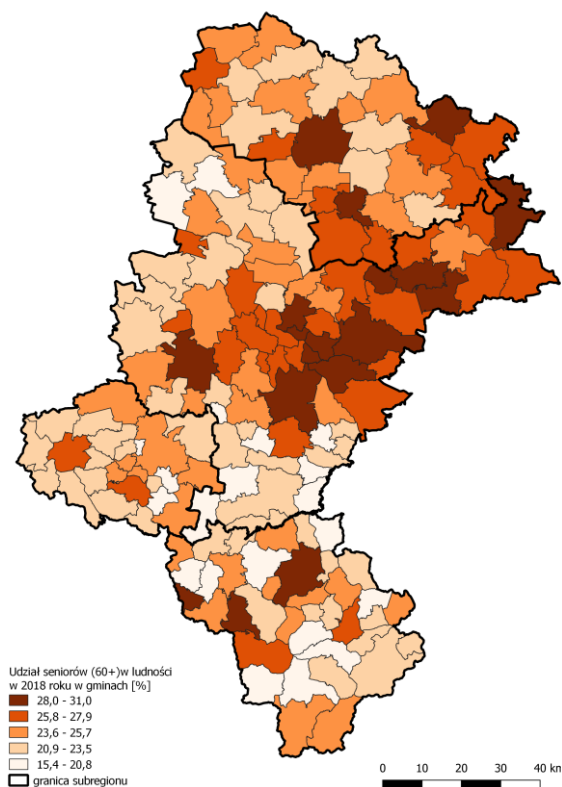 Udział seniorów (60+)w ludności
w 2018 roku w gminach [%]
28,0 - 31,0
25,8 - 27,9
23,6 - 25,7
20,9 - 23,5
15,4 - 20,8
granica subregionu
0 10 20 30 40 km